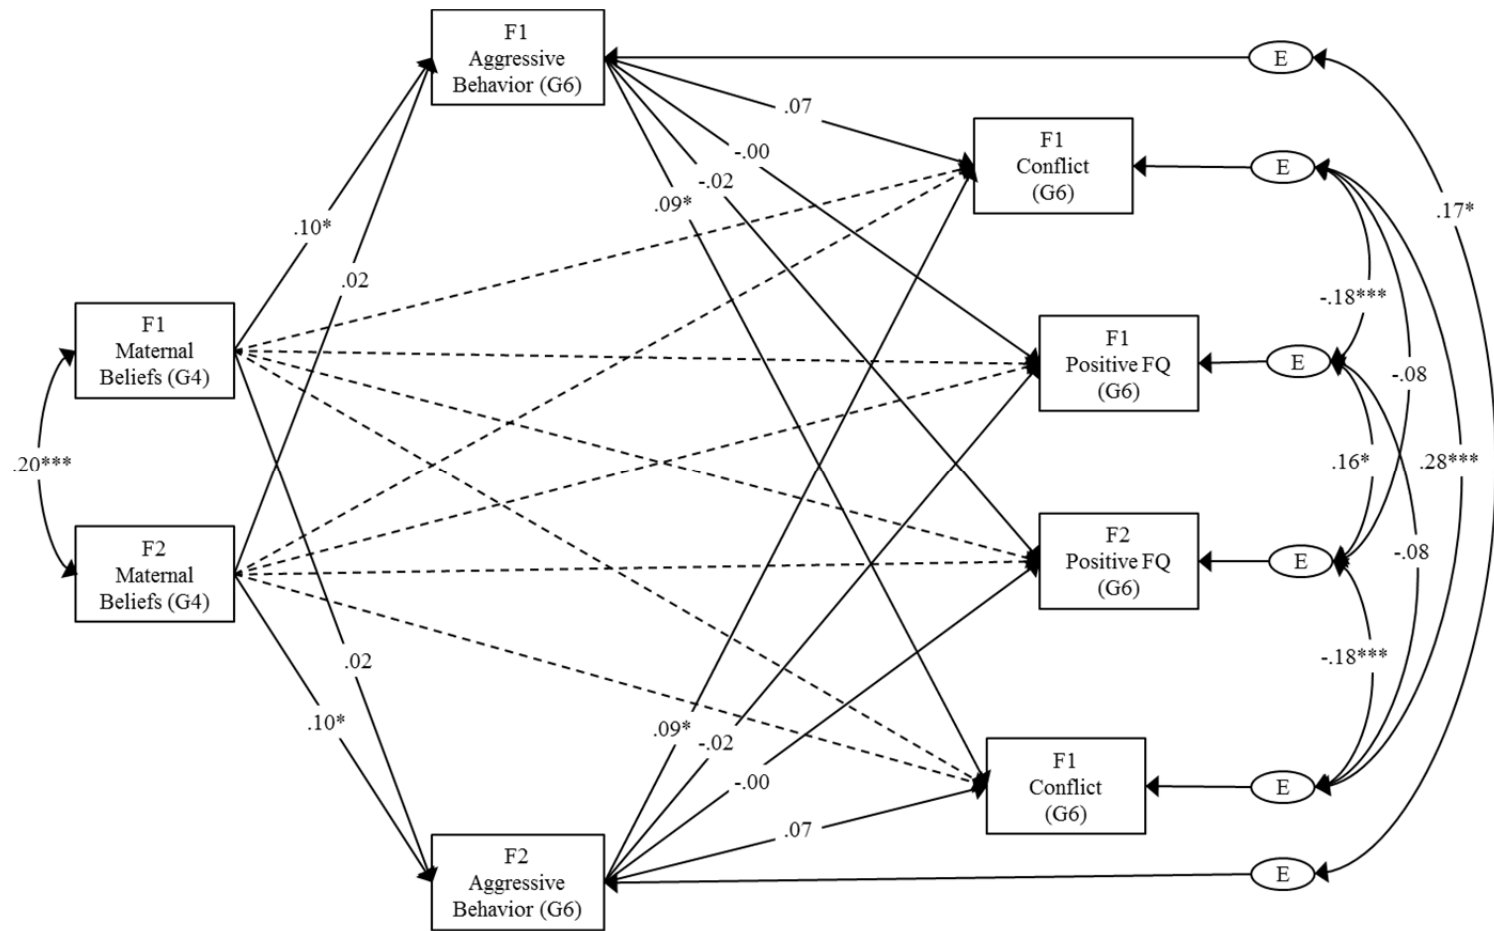 F1
Aggressive
Behavior (G6)
E
.07
F1
Conflict
(G6)
E
-.00
-.02
.09*
.17*
.10*
.02
-.18***
F1
Maternal
Beliefs (G4)
F1
Positive FQ
(G6)
E
-.08
.20***
.16*
.28***
F2
Maternal
Beliefs (G4)
F2
Positive FQ
(G6)
E
-.08
.02
-.18***
.10*
.09*
-.02
-.00
F1
Conflict
(G6)
E
.07
F2
Aggressive
Behavior (G6)
E